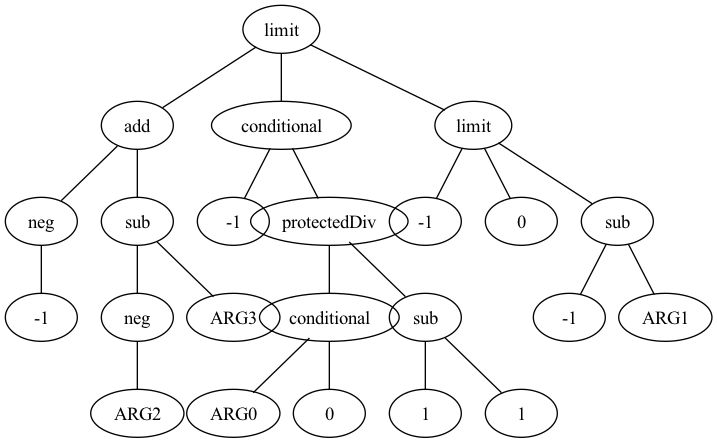 limit
add conditional limit
neg sub -1 protectedDiv -1 0 sub
-1 neg ARG3 conditional sub -1 ARG1
ARG2 ARG0 0 1 1